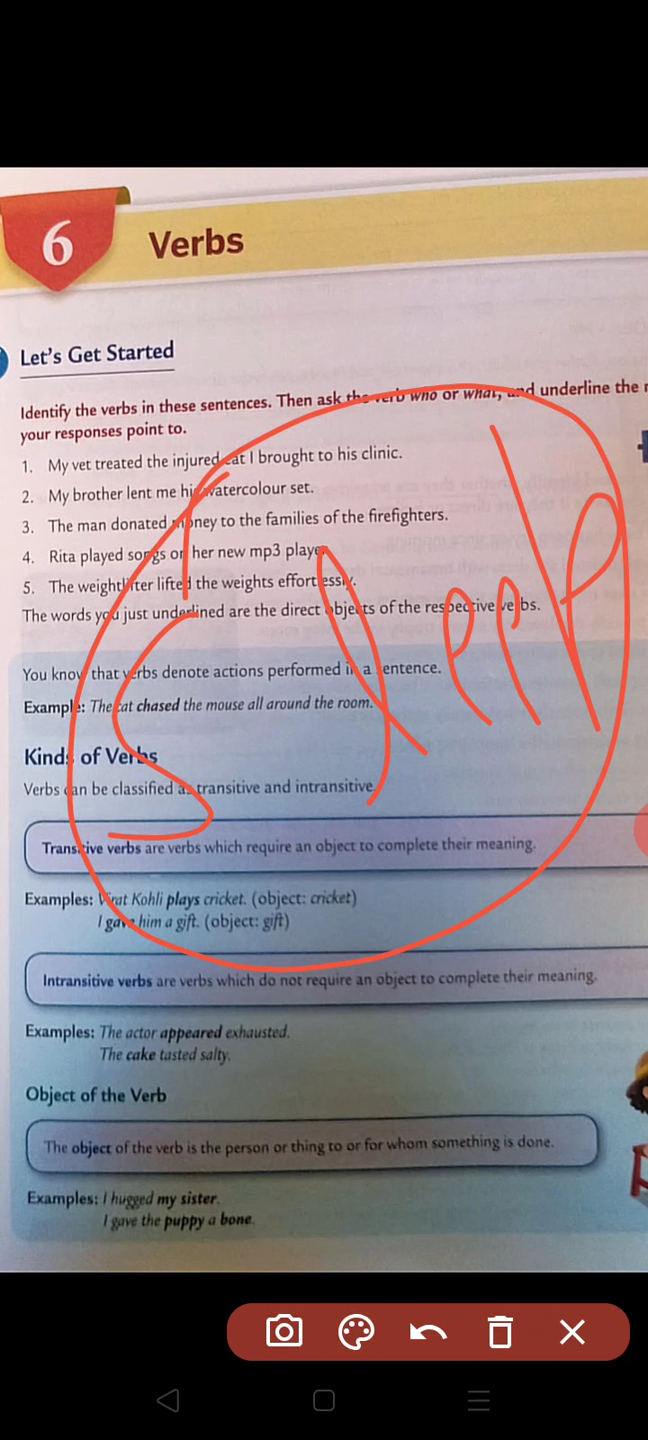 6
Verbs
Let's Get Started
Identify the verbs in these sentences. Then ask the verb who or what, and underline the
your responses point to.
1. My vet treated the injured cat I brought to his clinic.
2. My brother lent me his watercolour set.
3. The man donated money to the families of the firefighters.
4. Rita played songs on her new mp3 player.
5. The weightlifter lifted the weights effortlessly.
The words you just underlined are the direct objects of the respective verbs.
You know that verbs denote actions performed in a sentence.
Example: The cat chased the mouse all around the room.
Kinds of Verbs
Verbs can be classified as transitive and intransitive.
Transitive verbs are verbs which require an object to complete their meaning.
Examples: Virat Kohli plays cricket. (object: cricket)
I gave him a gift. (object: gift)
Intransitive verbs are verbs which do not require an object to complete their meaning.
Examples: The actor appeared exhausted.
The cake tasted salty.
Object of the Verb
The object of the verb is the person or thing to or for whom something is done.
Examples: I hugged my sister.
I gave the puppy a bone.